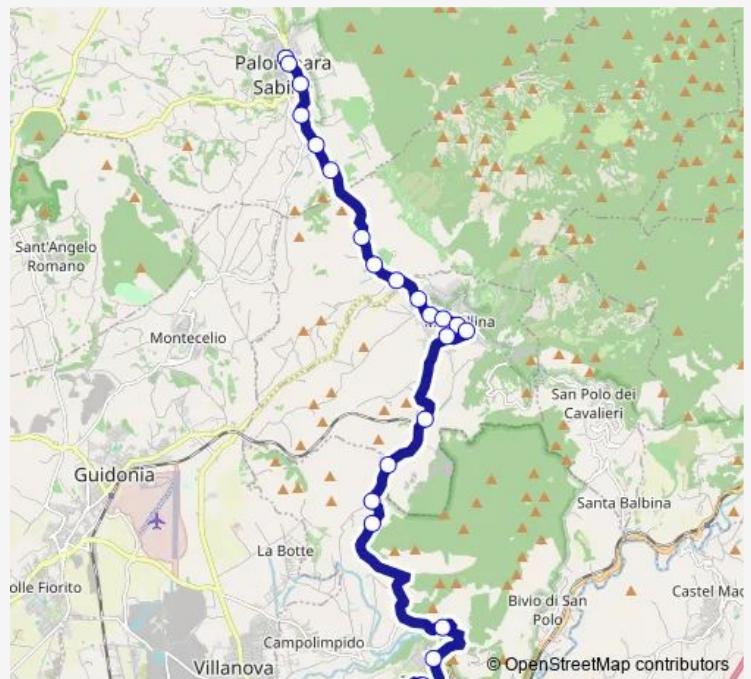 Palombara
Sabina
Sant'Angelo
Romano
Montecelio
San Polo dei
Cavalieri
Guidonia
Santa Balbina
La Botte
olle Fiorito
Bivio di San
Polo
Castel Mad
Campolimpido
Villanova
© OpenStreetMap contributors